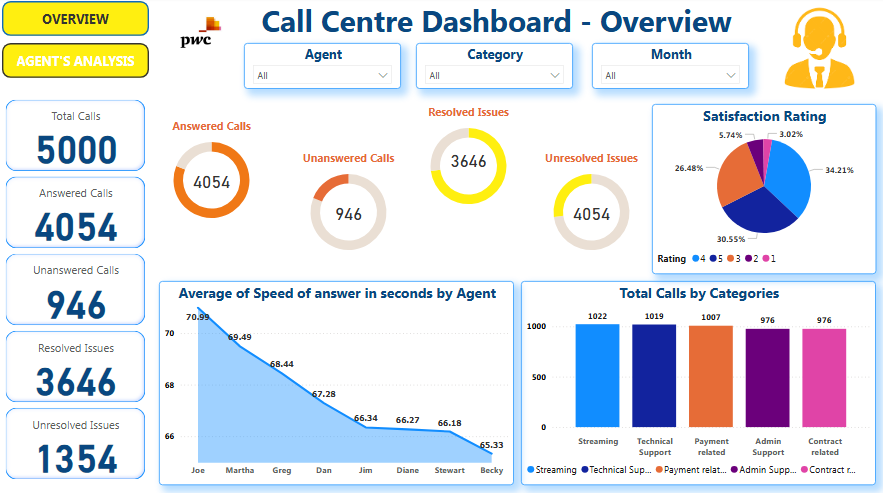 OVERVIEW
AGENT'S ANALYSIS
pwc
Call Centre Dashboard - Overview
Agent
All
Category
All
Month
All
Total Calls
5000
Answered Calls
4054
Unanswered Calls
946
Resolved Issues
3646
Unresolved Issues
1354
Answered Calls
4054
Unanswered Calls
946
Resolved Issues
3646
Unresolved Issues
4054
Satisfaction Rating
5.74%
3.02%
26.48%
34.21%
30.55%
Rating 4 5 3 2 1
Average of Speed of answer in seconds by Agent
70
68
66
70.99
69.49
68.44
67.28
66.34
66.27
66.18
65.33
Joe Martha Greg Dan Jim Diane Stewart Becky
Total Calls by Categories
1000
500
0
1022 1019 1007 976 976
Streaming
Technical
Support
Payment
related
Admin
Support
Contract
related
Streaming Technical Sup... Payment relat... Admin Supp... Contract r...